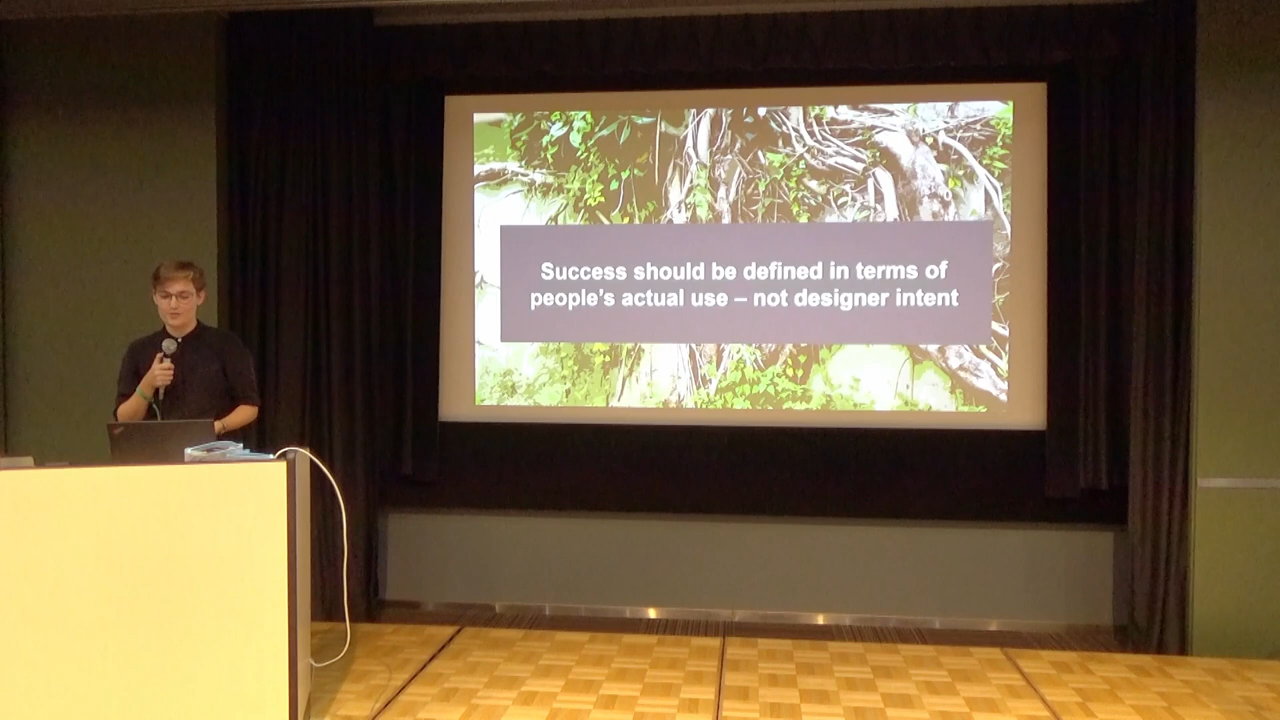 Success should be defined in terms of
people's actual use – not designer intent